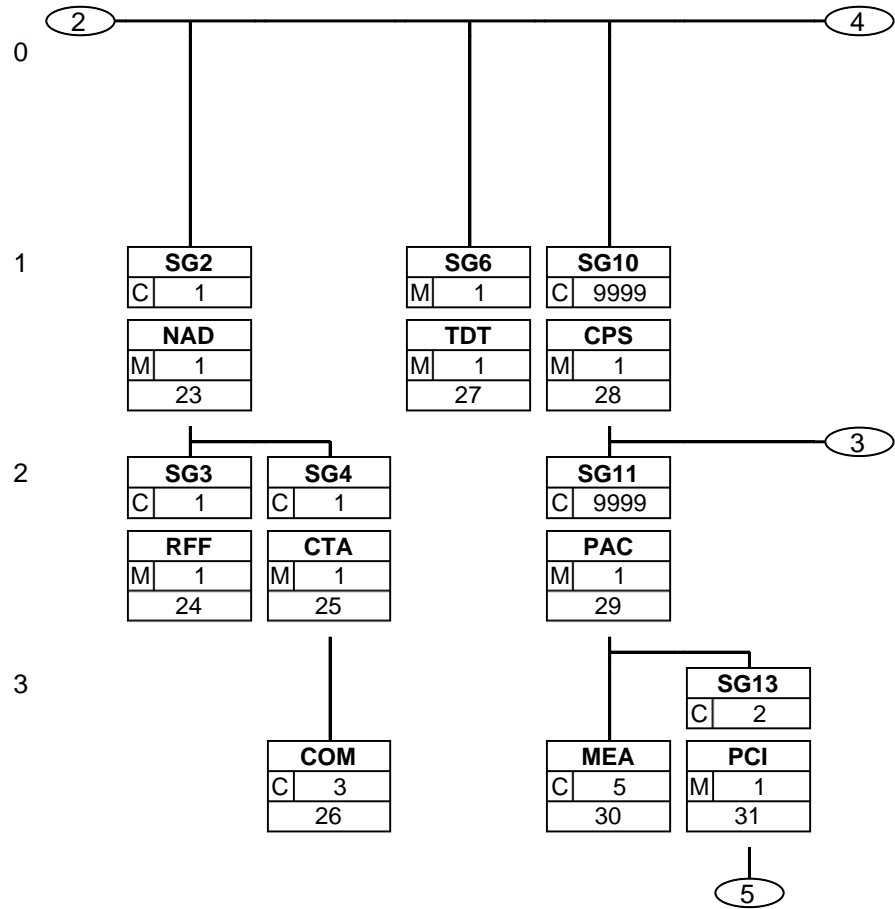 2 4
0
1 SG2 SG6 SG10
C 1 M 1 C 9999
NAD TDT CPS
M 1 M 1 M 1
23 27 28
3
2 SG3 SG4 SG11
C 1 C 1 C 9999
RFF CTA PAC
M 1 M 1 M 1
24 25 29
3 SG13
C 2
COM MEA PCI
C 3 C 5 M 1
26 30 31
5